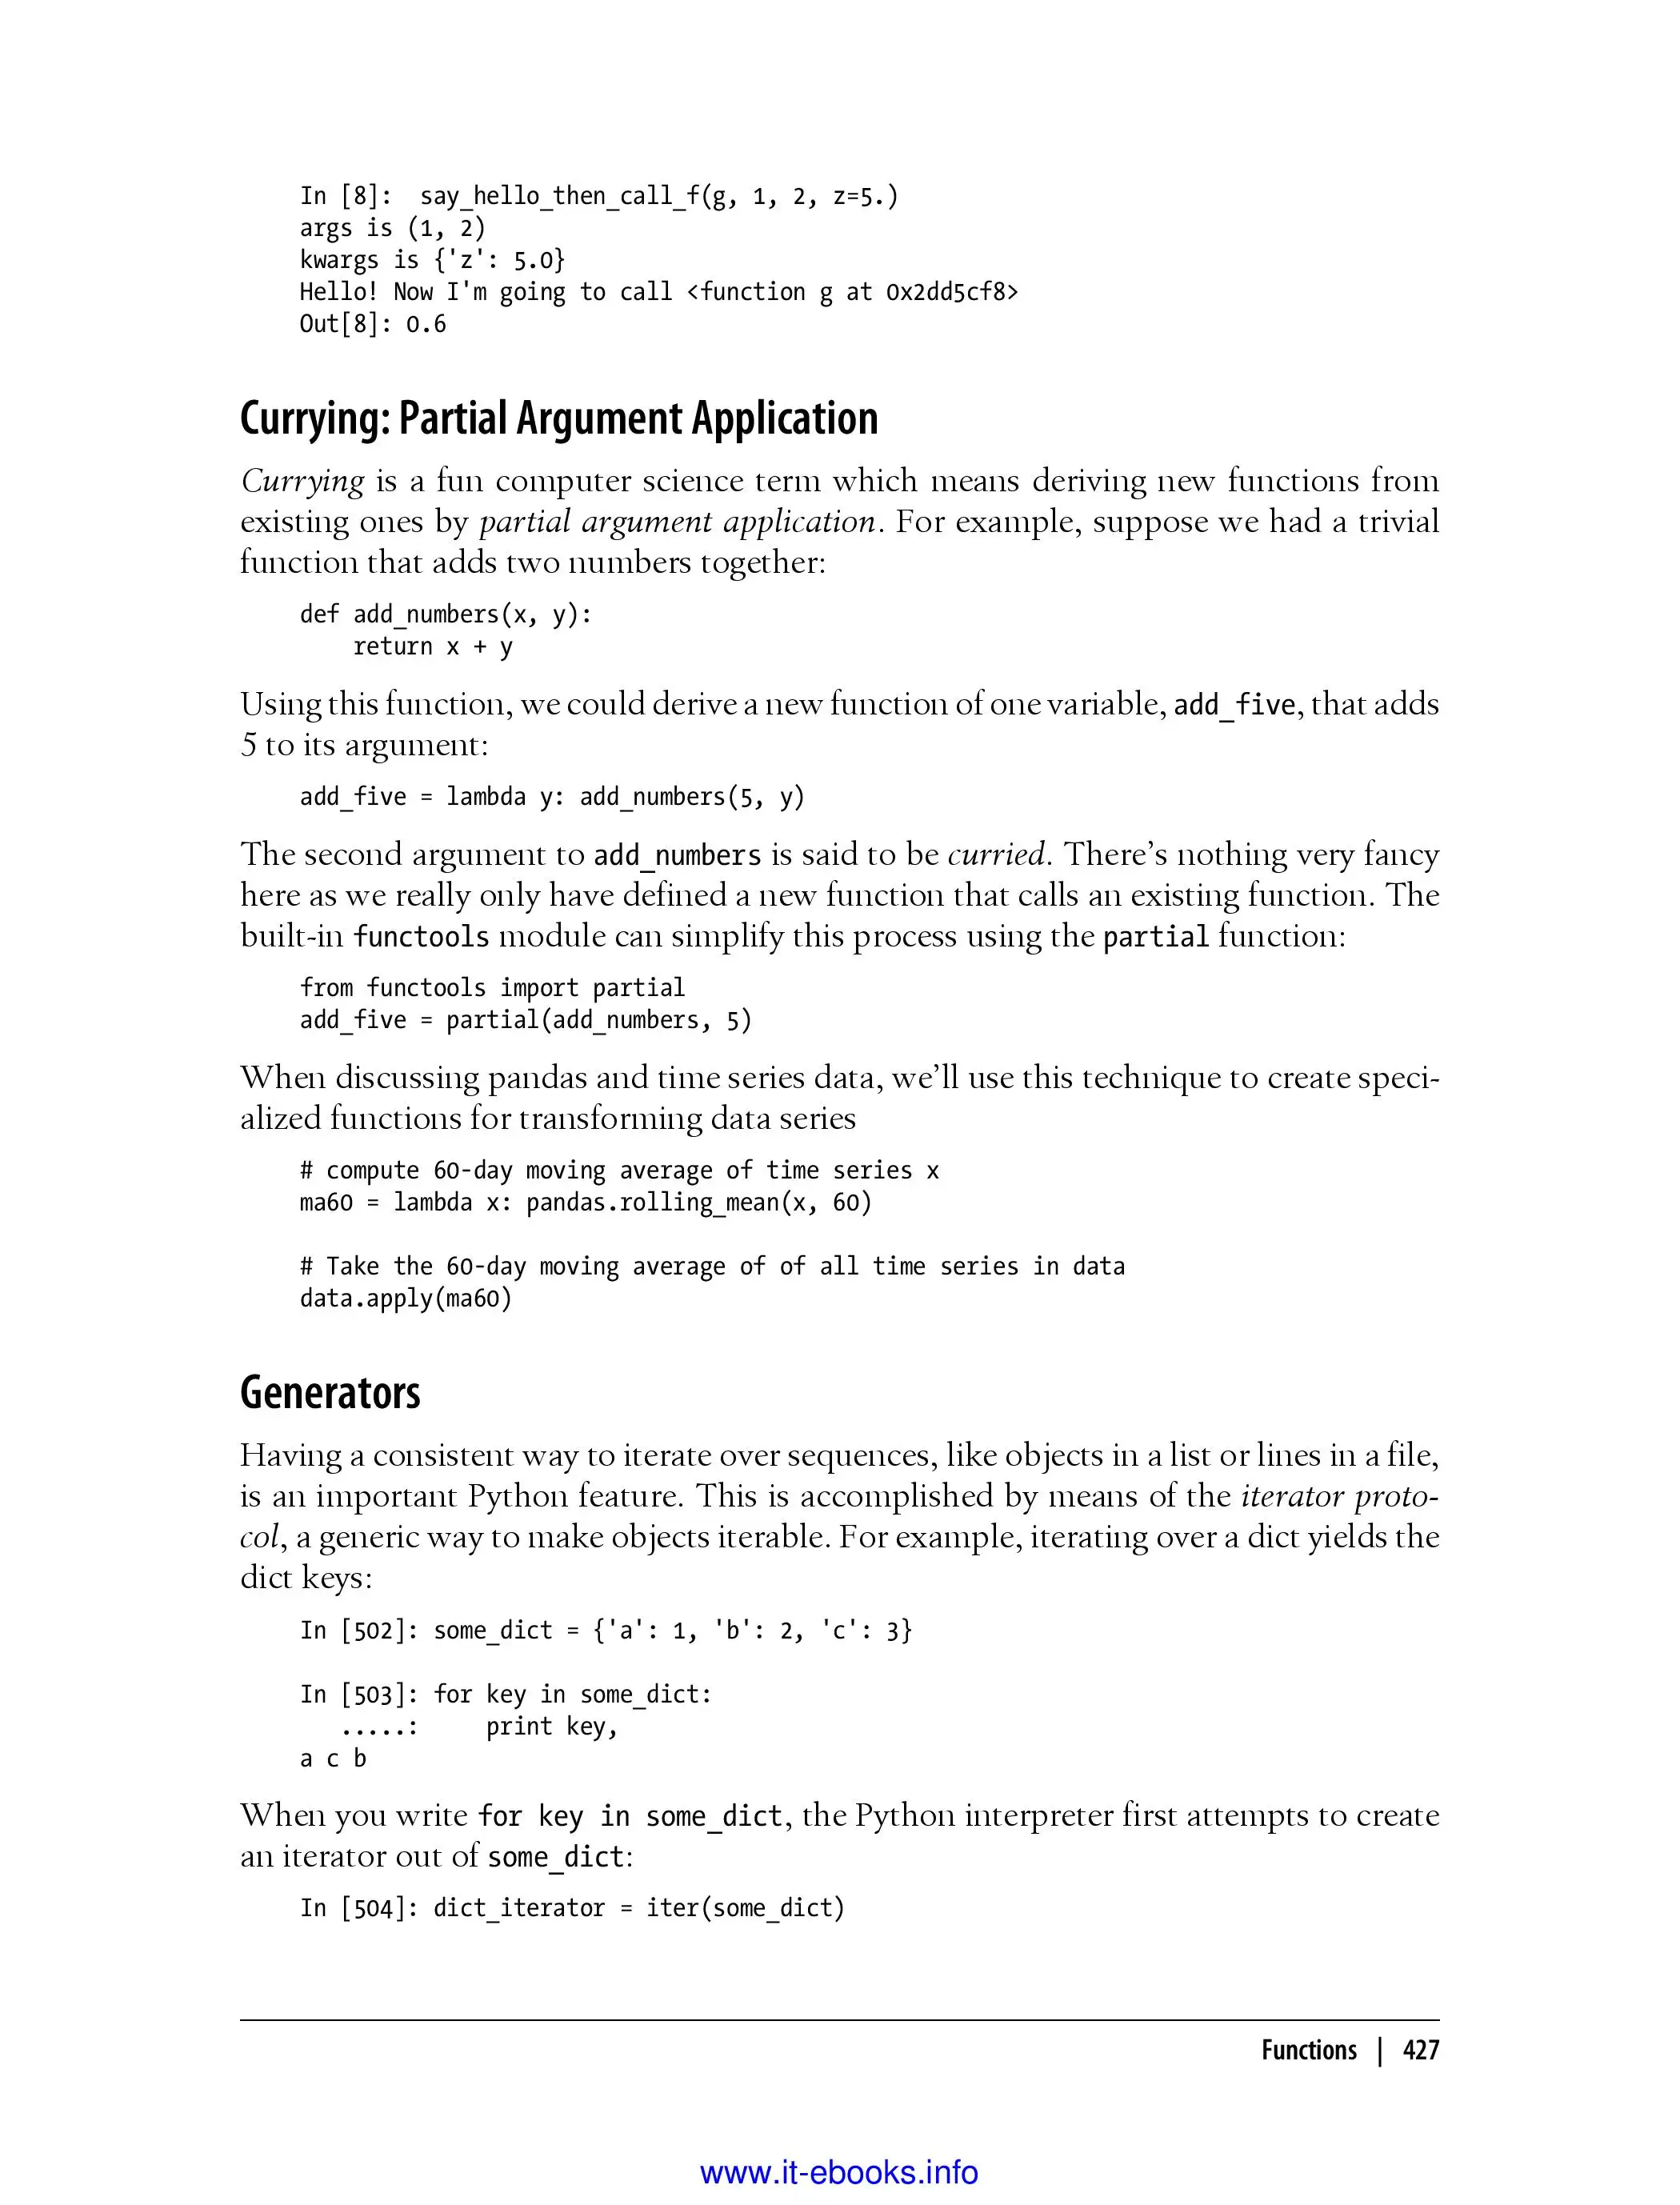 In [8]:  say_hello_then_call_f(g, 1, 2, z=5.)
args is (1, 2)
kwargs is {'z': 5.0}
Hello! Now I'm going to call <function g at 0x2dd5cf8>
Out[8]: 0.6
Currying: Partial Argument Application
Currying is a fun computer science term which means deriving new functions from
existing ones by partial argument application. For example, suppose we had a trivial
function that adds two numbers together:
def add_numbers(x, y):
    return x + y
Using this function, we could derive a new function of one variable, add_five, that adds
5 to its argument:
add_five = lambda y: add_numbers(5, y)
The second argument to add_numbers is said to be curried. There’s nothing very fancy
here as we really only have defined a new function that calls an existing function. The
built-in functools module can simplify this process using the partial function:
from functools import partial
add_five = partial(add_numbers, 5)
When discussing pandas and time series data, we’ll use this technique to create speci-
alized functions for transforming data series
# compute 60-day moving average of time series x
ma60 = lambda x: pandas.rolling_mean(x, 60)
# Take the 60-day moving average of of all time series in data
data.apply(ma60)
Generators
Having a consistent way to iterate over sequences, like objects in a list or lines in a file,
is an important Python feature. This is accomplished by means of the iterator proto-
col, a generic way to make objects iterable. For example, iterating over a dict yields the
dict keys:
In [502]: some_dict = {'a': 1, 'b': 2, 'c': 3}
In [503]: for key in some_dict:
   .....:     print key,
a c b
When you write for key in some_dict, the Python interpreter first attempts to create
an iterator out of some_dict:
In [504]: dict_iterator = iter(some_dict)
Functions | 427
www.it-ebooks.info